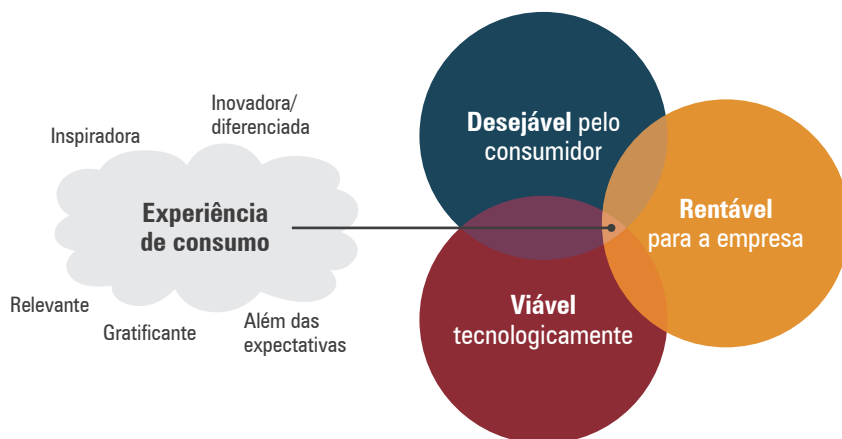 Inovadora/
diferenciada
Inspiradora
Experiência
de consumo
Relevante
Gratificante
Além das
expectativas
Desejável pelo
consumidor
Rentável
para a empresa
Viável
tecnologicamente